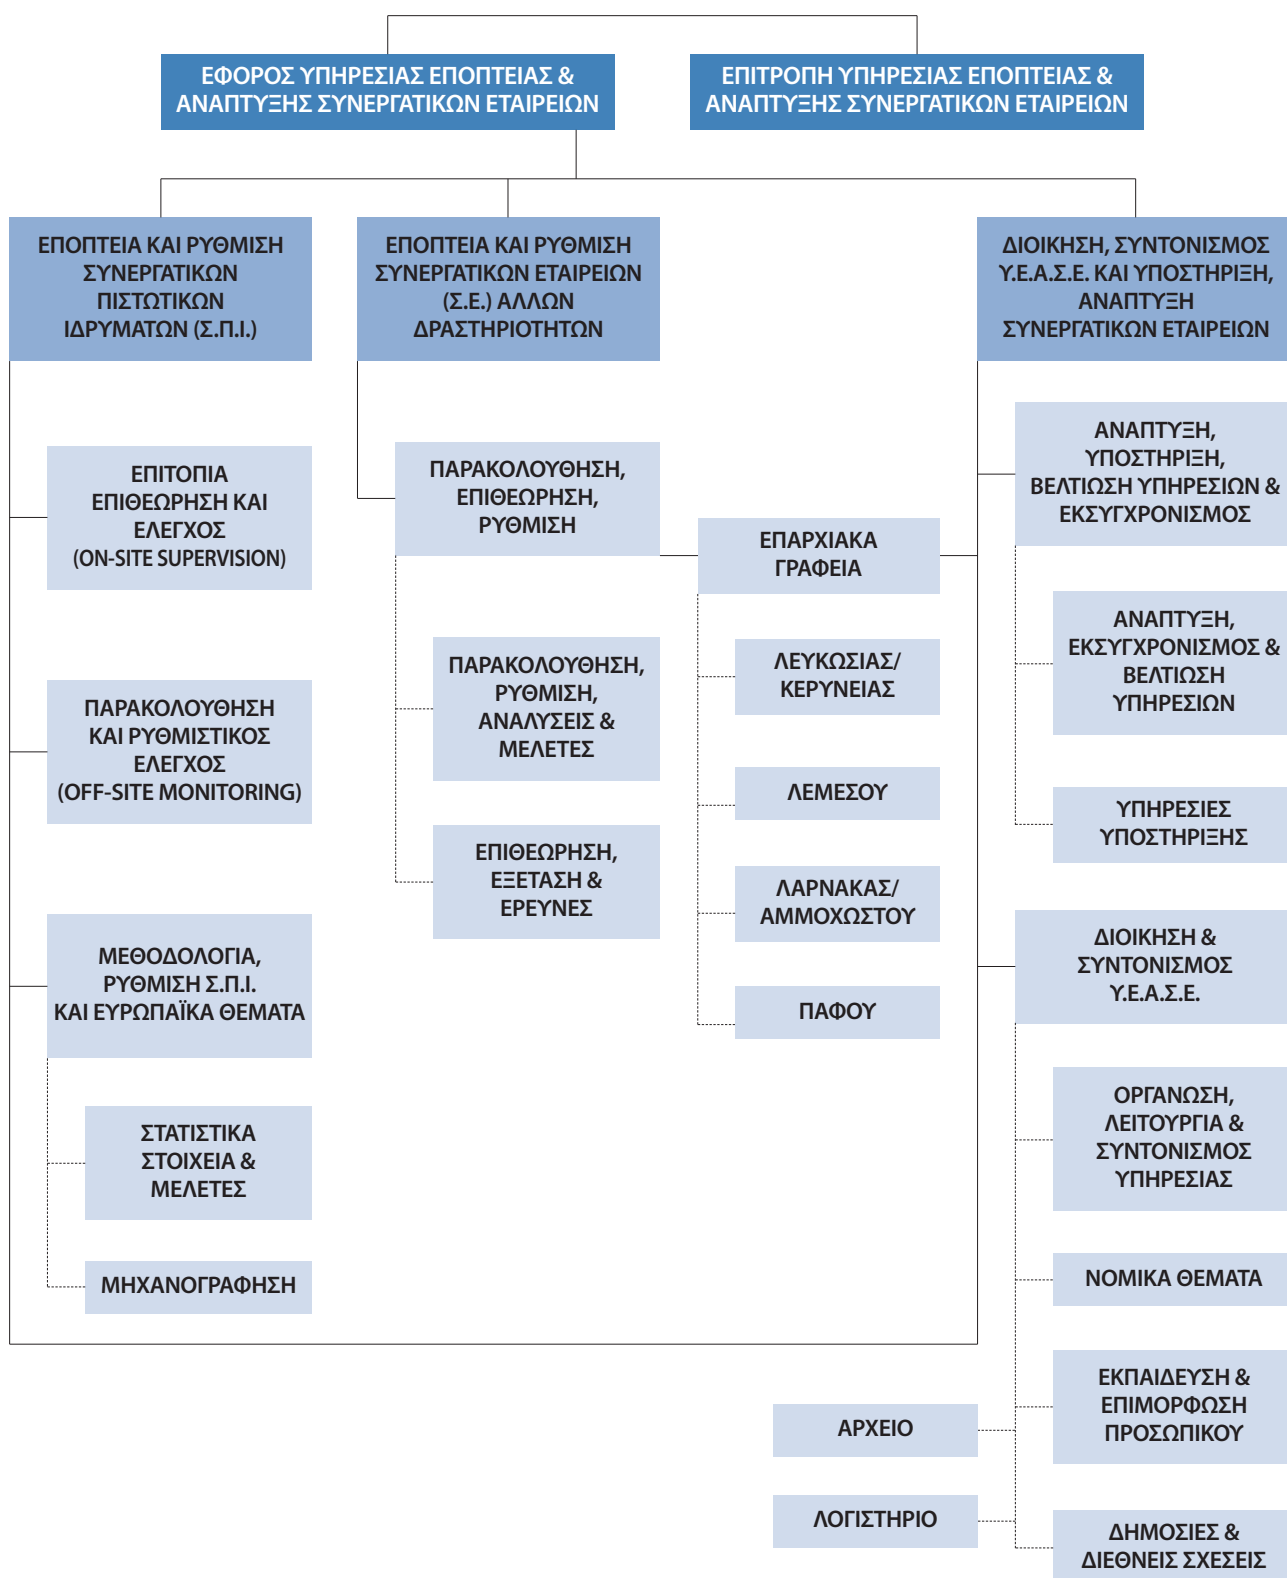 ΕΦΟΡΟΣ ΥΠΗΡΕΣΙΑΣ ΕΠΟΠΤΕΙΑΣ &
ΑΝΑΠΤΥΞΗΣ ΣΥΝΕΡΓΑΤΙΚΩΝ ΕΤΑΙΡΕΙΩΝ
ΕΠΙΤΡΟΠΗ ΥΠΗΡΕΣΙΑΣ ΕΠΟΠΤΕΙΑΣ &
ΑΝΑΠΤΥΞΗΣ ΣΥΝΕΡΓΑΤΙΚΩΝ ΕΤΑΙΡΕΙΩΝ
ΕΠΟΠΤΕΙΑ ΚΑΙ ΡΥΘΜΙΣΗ
ΣΥΝΕΡΓΑΤΙΚΩΝ
ΠΙΣΤΩΤΙΚΩΝ
ΙΔΡΥΜΑΤΩΝ (Σ.Π.Ι.)
ΕΠΟΠΤΕΙΑ ΚΑΙ ΡΥΘΜΙΣΗ
ΣΥΝΕΡΓΑΤΙΚΩΝ ΕΤΑΙΡΕΙΩΝ
(Σ.Ε.) ΑΛΛΩΝ
ΔΡΑΣΤΗΡΙΟΤΗΤΩΝ
ΔΙΟΙΚΗΣΗ, ΣΥΝΤΟΝΙΣΜΟΣ
Υ.Ε.Α.Σ.Ε. ΚΑΙ ΥΠΟΣΤΗΡΙΞΗ,
ΑΝΑΠΤΥΞΗ
ΣΥΝΕΡΓΑΤΙΚΩΝ ΕΤΑΙΡΕΙΩΝ
ΕΠΙΤΟΠΙΑ
ΕΠΙΘΕΩΡΗΣΗ ΚΑΙ
ΕΛΕΓΧΟΣ
(ON-SITE SUPERVISION)
ΠΑΡΑΚΟΛΟΥΘΗΣΗ
ΚΑΙ ΡΥΘΜΙΣΤΙΚΟΣ
ΕΛΕΓΧΟΣ
(OFF-SITE MONITORING)
ΜΕΘΟΔΟΛΟΓΙΑ,
ΡΥΘΜΙΣΗ Σ.Π.Ι.
ΚΑΙ ΕΥΡΩΠΑΪΚΑ ΘΕΜΑΤΑ
ΣΤΑΤΙΣΤΙΚΑ
ΣΤΟΙΧΕΙΑ &
ΜΕΛΕΤΕΣ
ΜΗΧΑΝΟΓΡΑΦΗΣΗ
ΠΑΡΑΚΟΛΟΥΘΗΣΗ,
ΕΠΙΘΕΩΡΗΣΗ,
ΡΥΘΜΙΣΗ
ΠΑΡΑΚΟΛΟΥΘΗΣΗ,
ΡΥΘΜΙΣΗ,
ΑΝΑΛΥΣΕΙΣ &
ΜΕΛΕΤΕΣ
ΕΠΙΘΕΩΡΗΣΗ,
ΕΞΕΤΑΣΗ &
ΕΡΕΥΝΕΣ
ΕΠΑΡΧΙΑΚΑ
ΓΡΑΦΕΙΑ
ΛΕΥΚΩΣΙΑΣ/
ΚΕΡΥΝΕΙΑΣ
ΛΕΜΕΣΟΥ
ΛΑΡΝΑΚΑΣ/
ΑΜΜΟΧΩΣΤΟΥ
ΠΑΦΟΥ
ΑΝΑΠΤΥΞΗ,
ΥΠΟΣΤΗΡΙΞΗ,
ΒΕΛΤΙΩΣΗ ΥΠΗΡΕΣΙΩΝ &
ΕΚΣΥΓΧΡΟΝΙΣΜΟΣ
ΑΝΑΠΤΥΞΗ,
ΕΚΣΥΓΧΡΟΝΙΣΜΟΣ &
ΒΕΛΤΙΩΣΗ
ΥΠΗΡΕΣΙΩΝ
ΥΠΗΡΕΣΙΕΣ
ΥΠΟΣΤΗΡΙΞΗΣ
ΔΙΟΙΚΗΣΗ &
ΣΥΝΤΟΝΙΣΜΟΣ
Υ.Ε.Α.Σ.Ε.
ΟΡΓΑΝΩΣΗ,
ΛΕΙΤΟΥΡΓΙΑ &
ΣΥΝΤΟΝΙΣΜΟΣ
ΥΠΗΡΕΣΙΑΣ
ΝΟΜΙΚΑ ΘΕΜΑΤΑ
ΕΚΠΑΙΔΕΥΣΗ &
ΕΠΙΜΟΡΦΩΣΗ
ΠΡΟΣΩΠΙΚΟΥ
ΑΡΧΕΙΟ
ΛΟΓΙΣΤΗΡΙΟ
ΔΗΜΟΣΙΕΣ &
ΔΙΕΘΝΕΙΣ ΣΧΕΣΕΙΣ